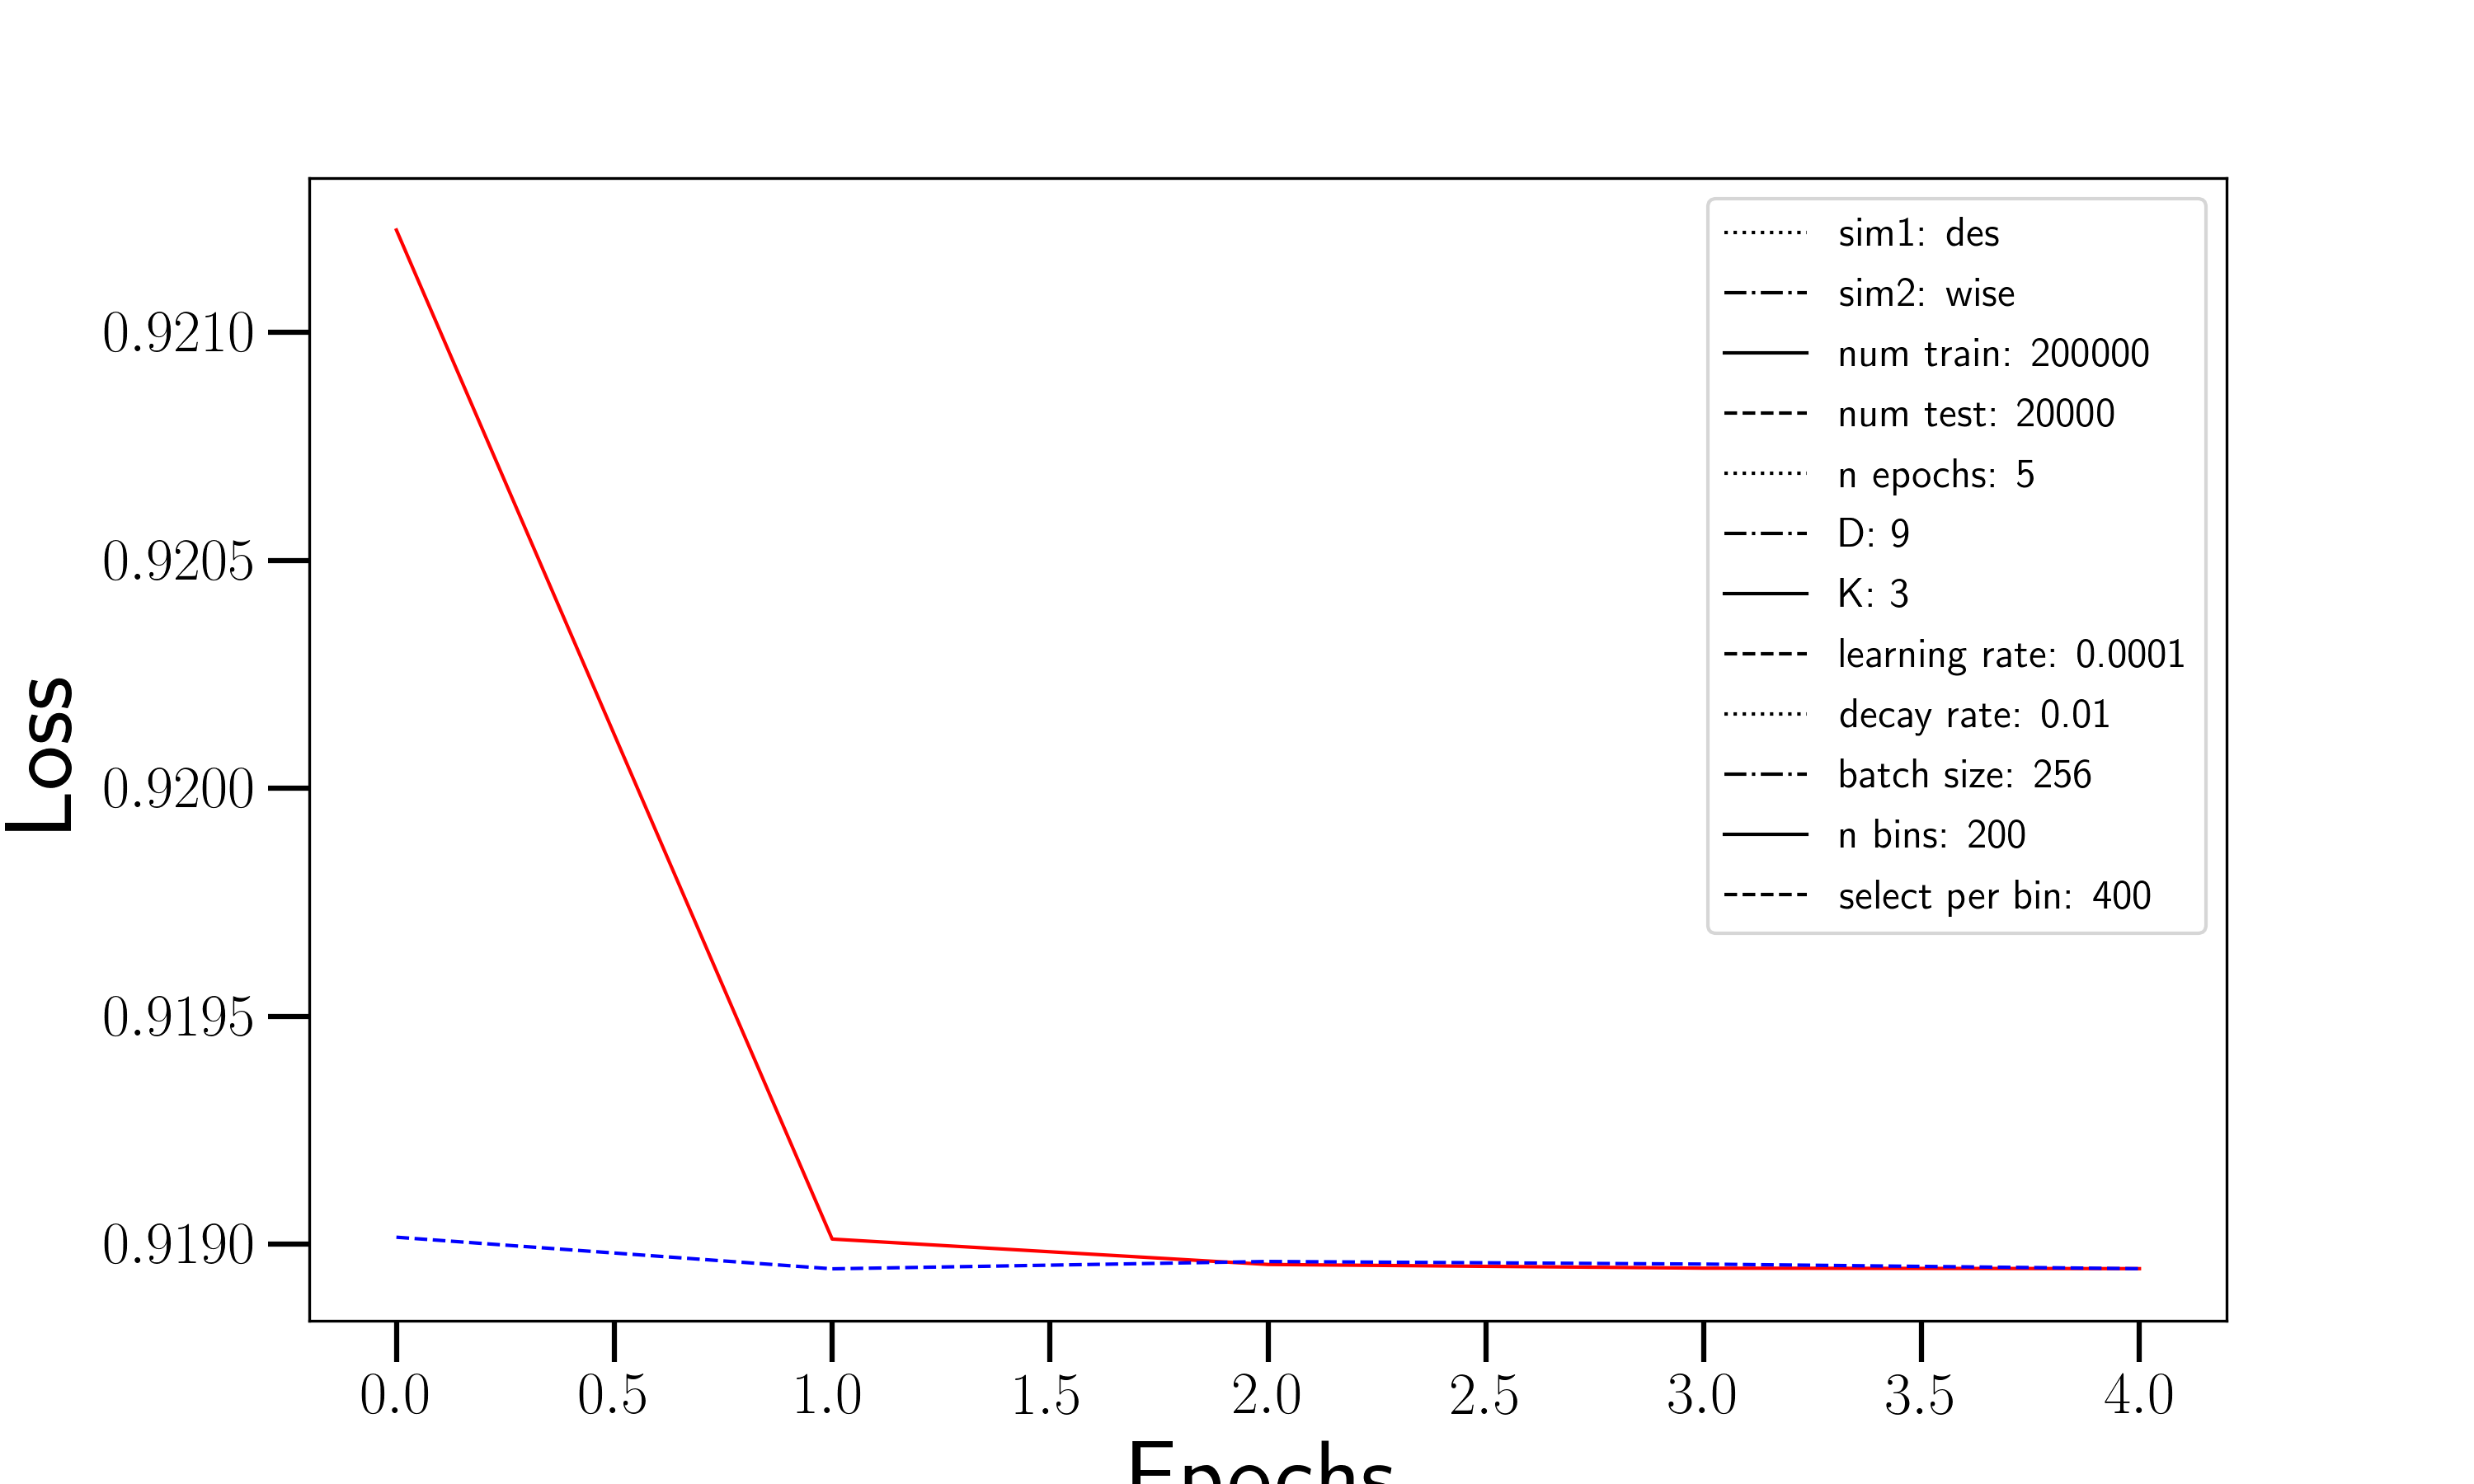 Loss
0.9210
0.9205
0.9200
0.9195
0.9190
sim1: des
sim2: wise
num train: 200000
num test: 20000
n epochs: 5
D: 9
K: 3
learning rate: 0.0001
decay rate: 0.01
batch size: 256
n bins: 200
select per bin: 400
0.0 0.5 1.0 1.5 2.0 2.5 3.0 3.5 4.0
Epochs